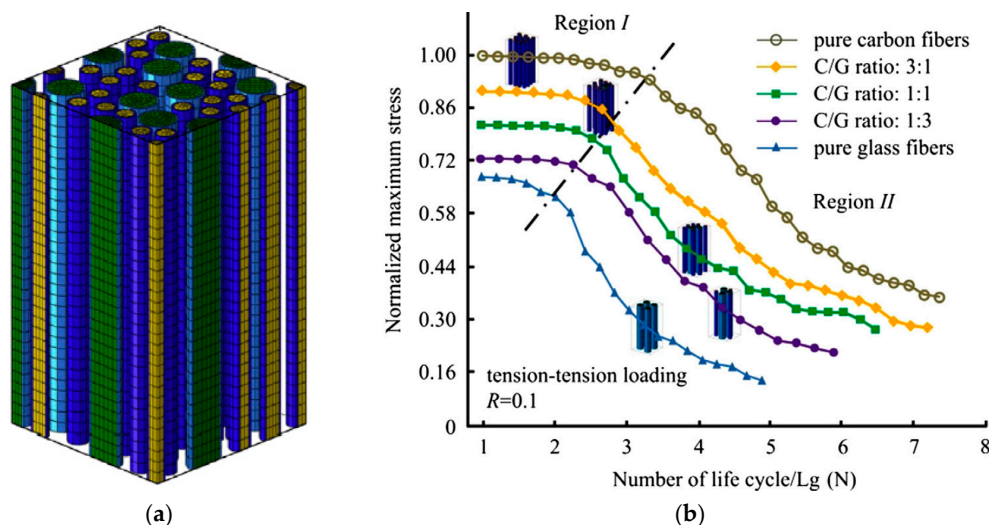 Region I
Region II
pure carbon fibers
C/G ratio: 3:1
C/G ratio: 1:1
C/G ratio: 1:3
pure glass fibers
Normalized maximum stress
1.00
0.86
0.72
0.58
0.44
0.30
0.16
0
tension-tension loading
R=0.1
1 2 3 4 5 6 7 8
Number of life cycle/Lg (N)
(a)
(b)